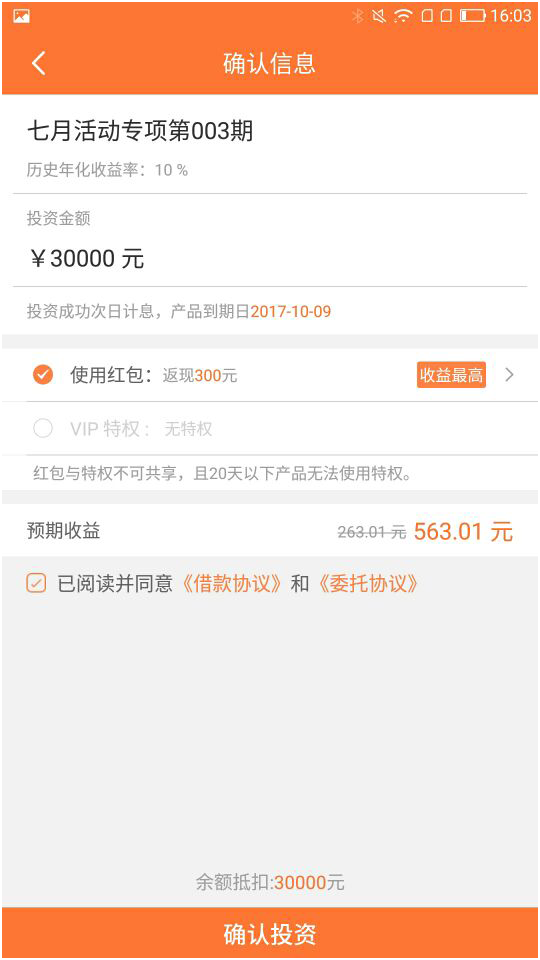 16:03
确认信息
七月活动专项第003期
历史年化收益率：10 %
投资金额
￥30000 元
投资成功次日计息，产品到期日2017-10-09
使用红包： 返现300元 收益最高
VIP 特权： 无特权
红包与特权不可共享，且20天以下产品无法使用特权。
预期收益 263.01 元 563.01 元
已阅读并同意《借款协议》和《委托协议》
余额抵扣:30000元
确认投资